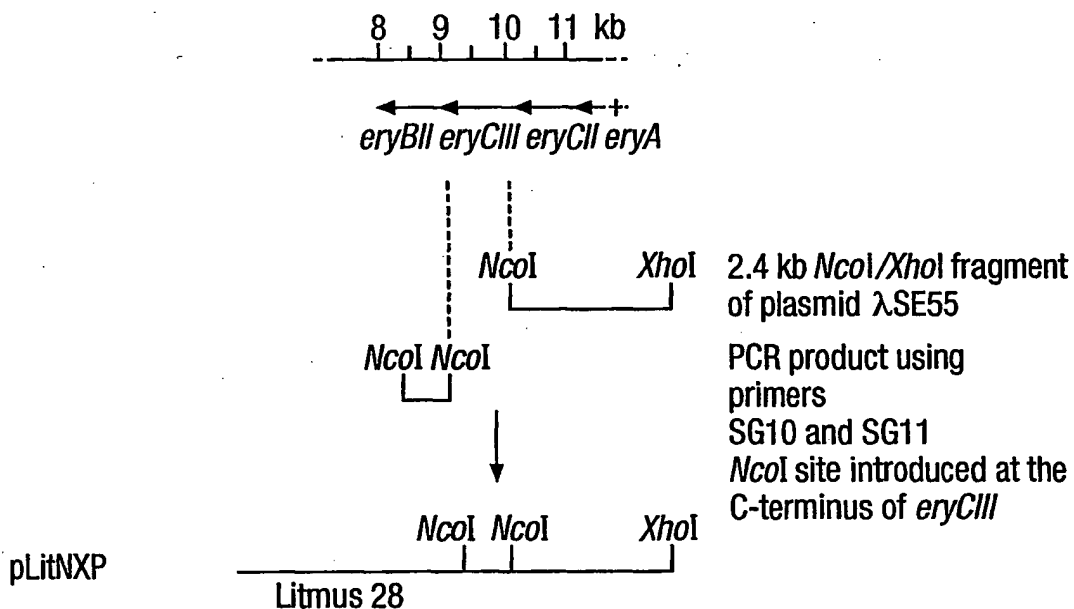 8 9 10 11 kb
eryBII eryCIII eryCII eryA
NcoI XhoI 2.4 kb NcoI/XhoI fragment
of plasmid λSE55
NcoI NcoI PCR product using
primers
SG10 and SG11
NcoI site introduced at the
C-terminus of eryCIII
NcoI NcoI XhoI
pLitNXP
Litmus 28